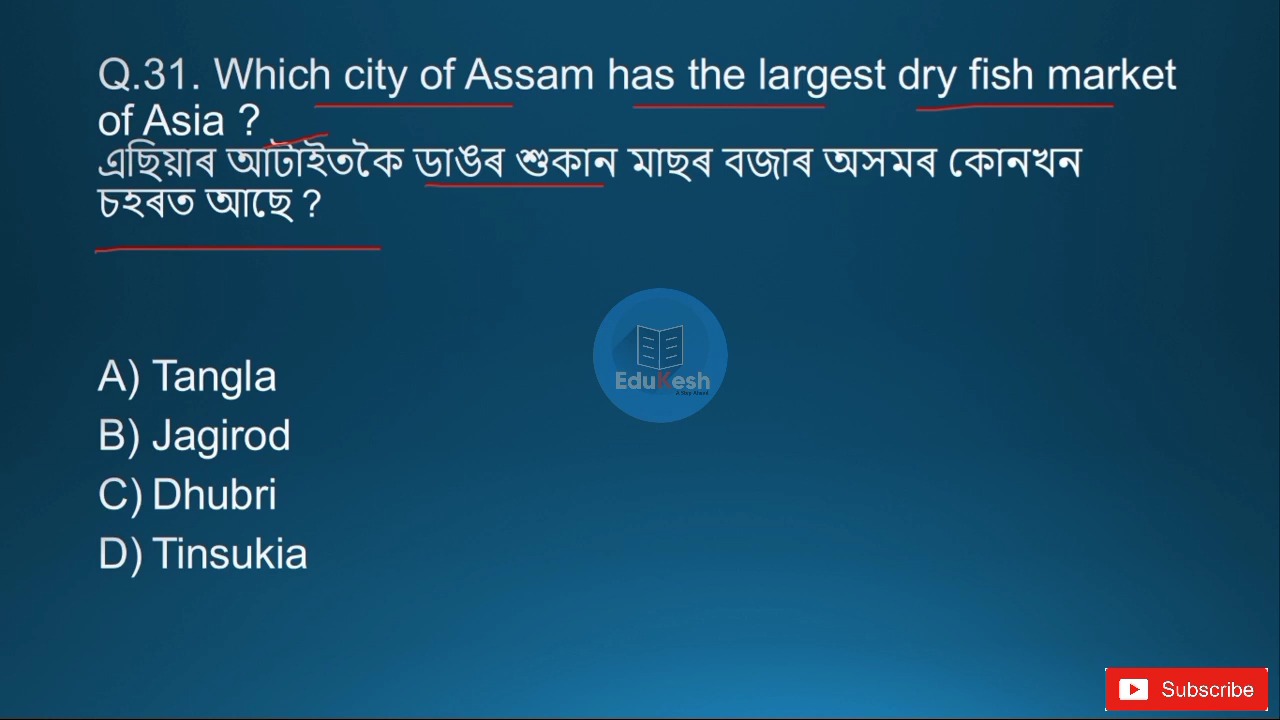 Q.31. Which city of Assam has the largest dry fish market
of Asia ?
এছিয়াৰ আটাইতকৈ ডাঙৰ শুকান মাছৰ বজাৰ অসমৰ কোনখন
চহৰত আছে ?
EduKesh
A) Tangla
B) Jagirod
C) Dhubri
D) Tinsukia
Subscribe